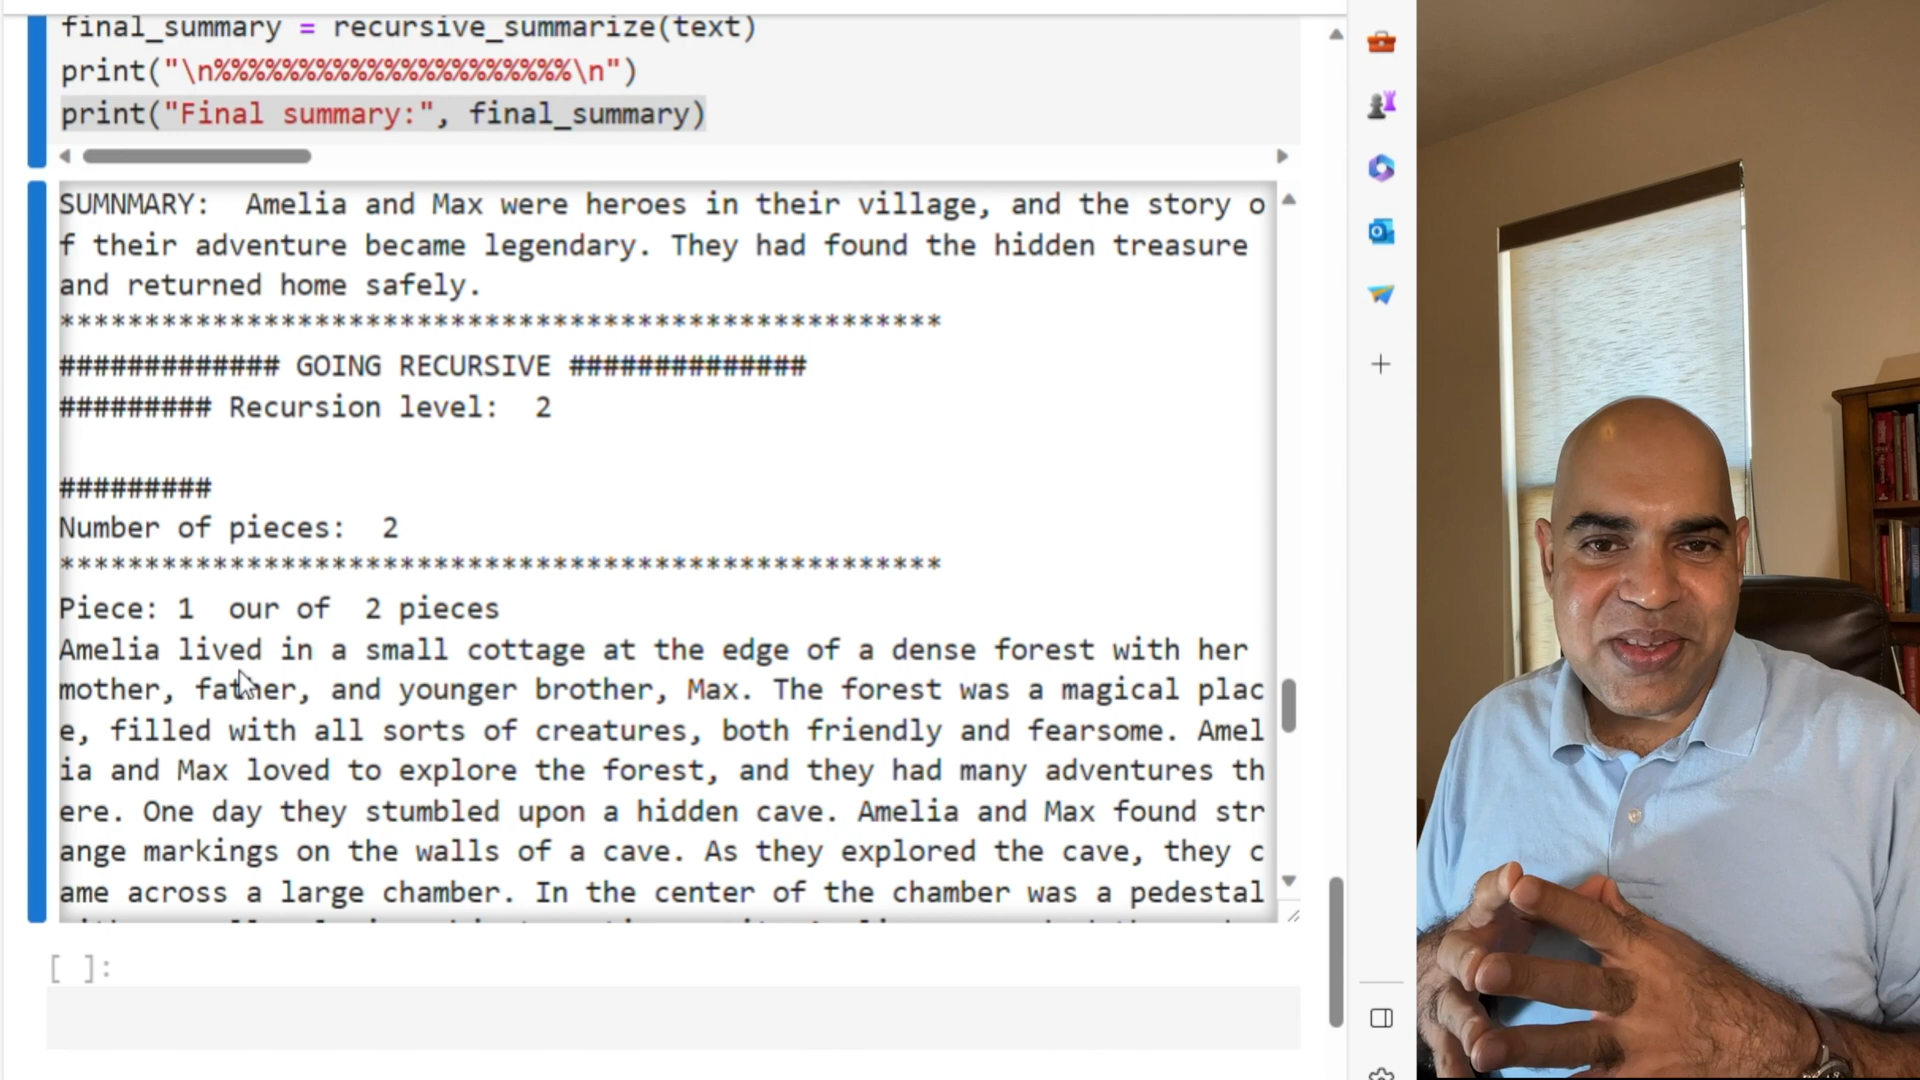 final_summary = recursive_summarize(text)
print("\n%%%%%%%%%%%%%%%%%%%%%\n")
print("Final summary:", final_summary)
SUMNMARY:  Amelia and Max were heroes in their village, and the story o
f their adventure became legendary. They had found the hidden treasure
and returned home safely.
****************************************************
############# GOING RECURSIVE ##############
######### Recursion level:  2
#########
Number of pieces:  2
****************************************************
Piece: 1  our of  2 pieces
Amelia lived in a small cottage at the edge of a dense forest with her
mother, father, and younger brother, Max. The forest was a magical plac
e, filled with all sorts of creatures, both friendly and fearsome. Amel
ia and Max loved to explore the forest, and they had many adventures th
ere. One day they stumbled upon a hidden cave. Amelia and Max found str
ange markings on the walls of a cave. As they explored the cave, they c
ame across a large chamber. In the center of the chamber was a pedestal
[ ]: